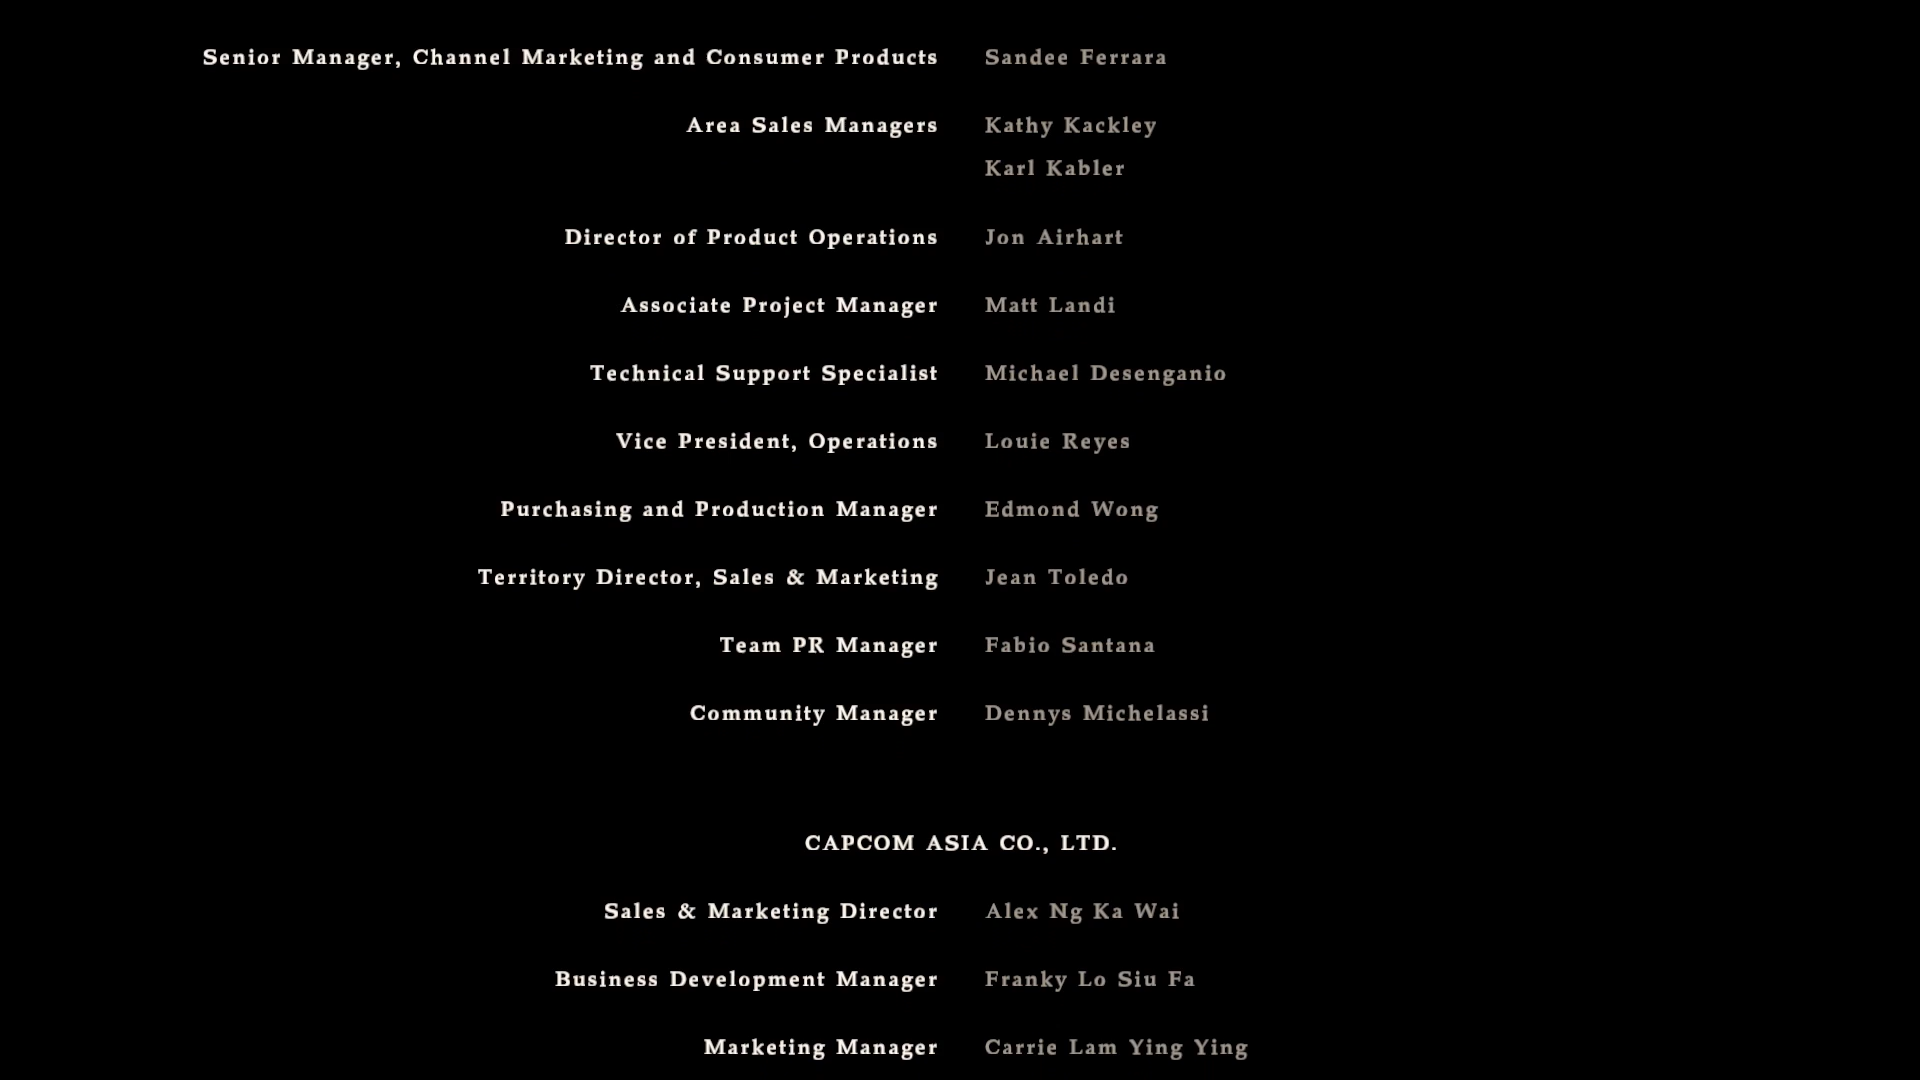 Senior Manager, Channel Marketing and Consumer Products Sandee Ferrara
Area Sales Managers Kathy Kackley
Karl Kabler
Director of Product Operations Jon Airhart
Associate Project Manager Matt Landi
Technical Support Specialist Michael Desenganio
Vice President, Operations Louie Reyes
Purchasing and Production Manager Edmond Wong
Territory Director, Sales & Marketing Jean Toledo
Team PR Manager Fabio Santana
Community Manager Dennys Michelassi
CAPCOM ASIA CO., LTD.
Sales & Marketing Director Alex Ng Ka Wai
Business Development Manager Franky Lo Siu Fa
Marketing Manager Carrie Lam Ying Ying